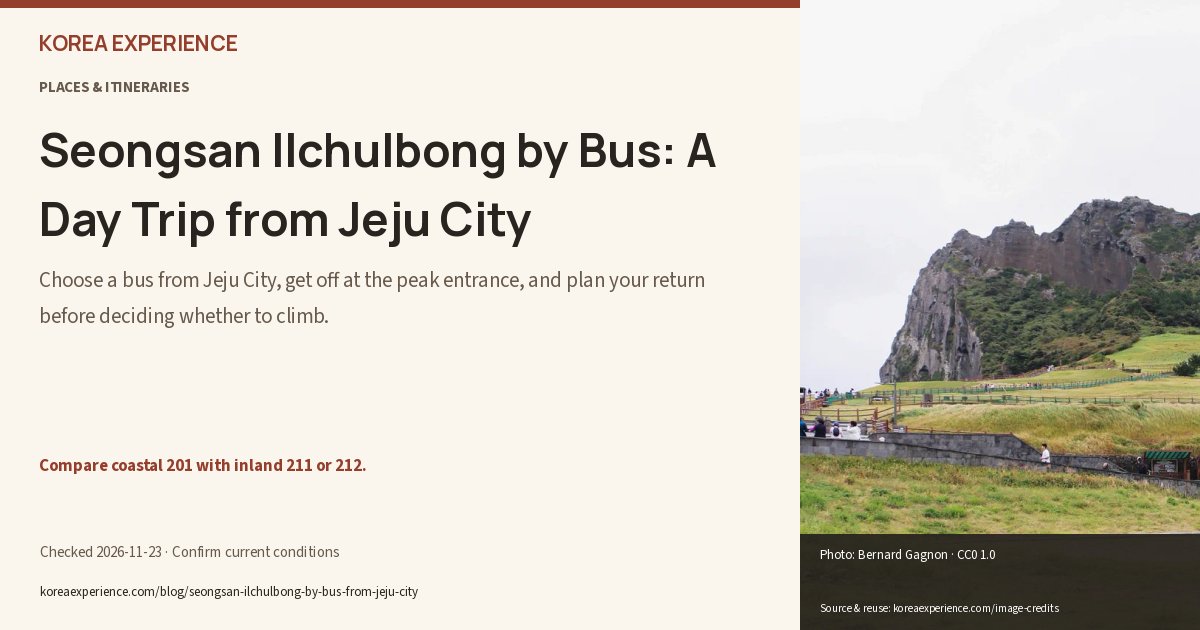 KOREA EXPERIENCE
PLACES & ITINERARIES
Seongsan Ilchulbong by Bus: A
Day Trip from Jeju City
Choose a bus from Jeju City, get off at the peak entrance, and plan your return
before deciding whether to climb.
Compare coastal 201 with inland 211 or 212.
Checked 2026-11-23 · Confirm current conditions
koreaexperience.com/blog/seongsan-ilchulbong-by-bus-from-jeju-city
Photo: Bernard Gagnon · CC0 1.0
Source & reuse: koreaexperience.com/image-credits